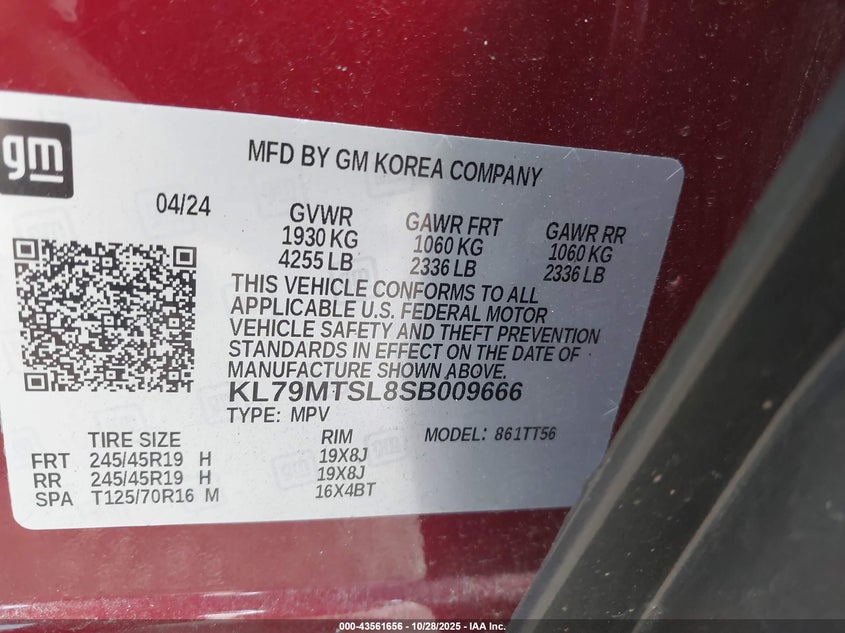 gm
MFD BY GM KOREA COMPANY
04/24
GVWR GAWR FRT GAWR RR
1930 KG 1060 KG 1060 KG
4255 LB 2336 LB 2336 LB
THIS VEHICLE CONFORMS TO ALL
APPLICABLE U.S. FEDERAL MOTOR
VEHICLE SAFETY AND THEFT PREVENTION
STANDARDS IN EFFECT ON THE DATE OF
MANUFACTURE SHOWN ABOVE.
KL79MTSL8SB009666
TYPE: MPV
MODEL: 861TT56
TIRE SIZE RIM
FRT 245/45R19 H 19X8J
RR 245/45R19 H 19X8J
SPA T125/70R16 M 16X4BT
000-43561656 - 10/28/2025 - IAA Inc.